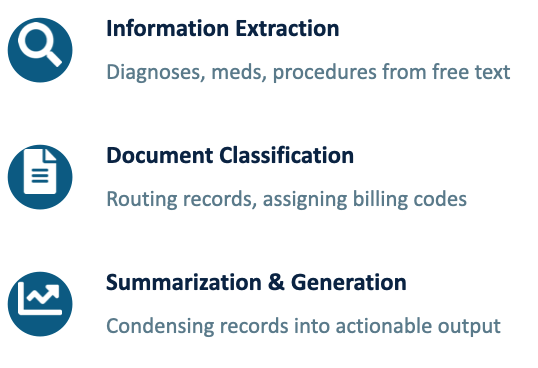 Information Extraction
Diagnoses, meds, procedures from free text
Document Classification
Routing records, assigning billing codes
Summarization & Generation
Condensing records into actionable output